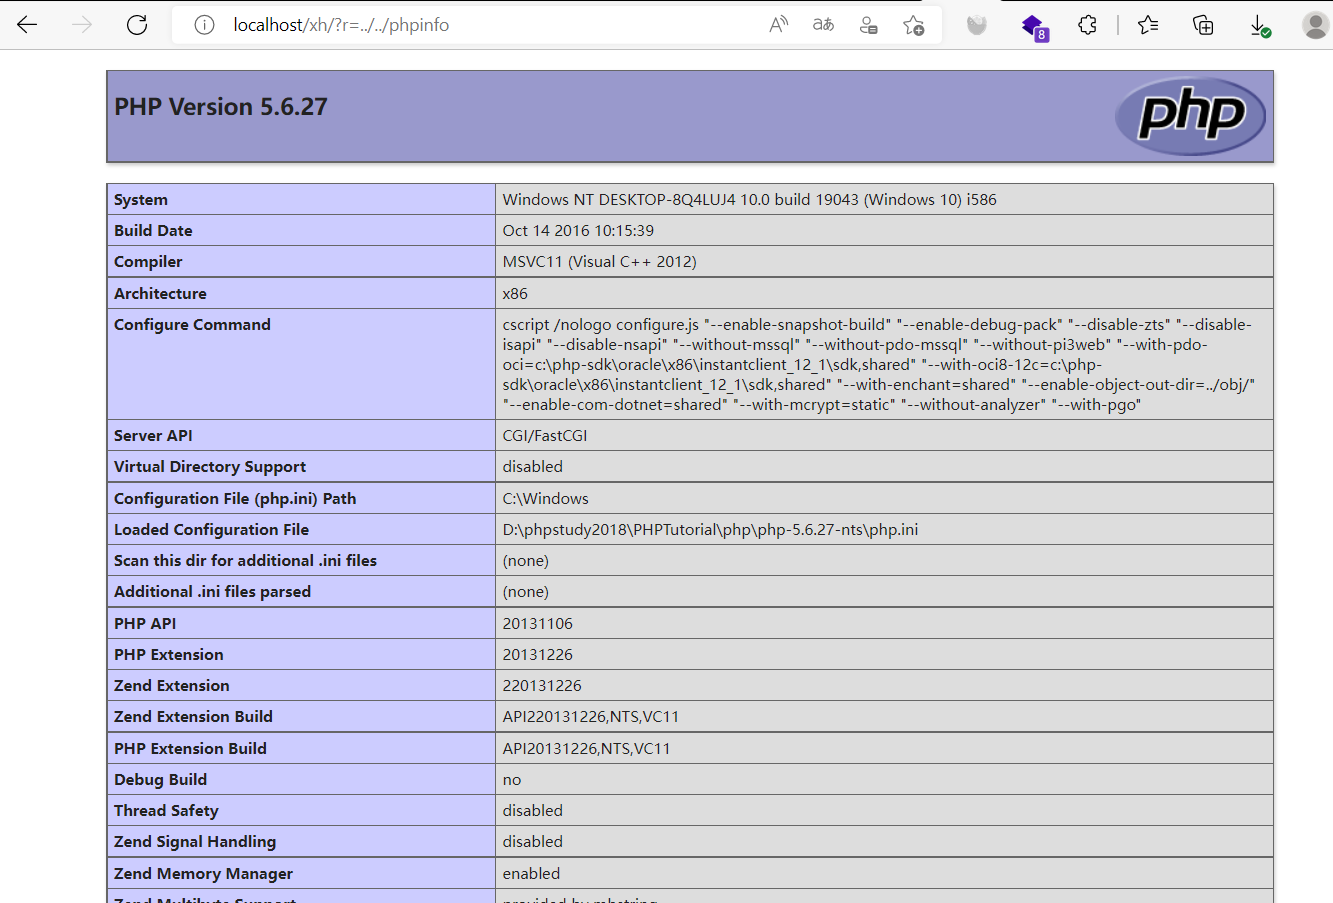 localhost/xh/?r=../../phpinfo
A
aあ
8
PHP Version 5.6.27
php
System Windows NT DESKTOP-8Q4LUJ4 10.0 build 19043 (Windows 10) i586
Build Date Oct 14 2016 10:15:39
Compiler MSVC11 (Visual C++ 2012)
Architecture x86
Configure Command cscript /nologo configure.js "--enable-snapshot-build" "--enable-debug-pack" "--disable-zts" "--disable-
isapi" "--disable-nsapi" "--without-mssql" "--without-pdo-mssql" "--without-pi3web" "--with-pdo-
oci=c:\php-sdk\oracle\x86\instantclient_12_1\sdk,shared" "--with-oci8-12c=c:\php-
sdk\oracle\x86\instantclient_12_1\sdk,shared" "--with-enchant=shared" "--enable-object-out-dir=../obj/"
"--enable-com-dotnet=shared" "--with-mcrypt=static" "--without-analyzer" "--with-pgo"
Server API CGI/FastCGI
Virtual Directory Support disabled
Configuration File (php.ini) Path C:\Windows
Loaded Configuration File D:\phpstudy2018\PHPTutorial\php\php-5.6.27-nts\php.ini
Scan this dir for additional .ini files (none)
Additional .ini files parsed (none)
PHP API 20131106
PHP Extension 20131226
Zend Extension 220131226
Zend Extension Build API220131226,NTS,VC11
PHP Extension Build API20131226,NTS,VC11
Debug Build no
Thread Safety disabled
Zend Signal Handling disabled
Zend Memory Manager enabled
Zend Multibyte Support provided by mbstring